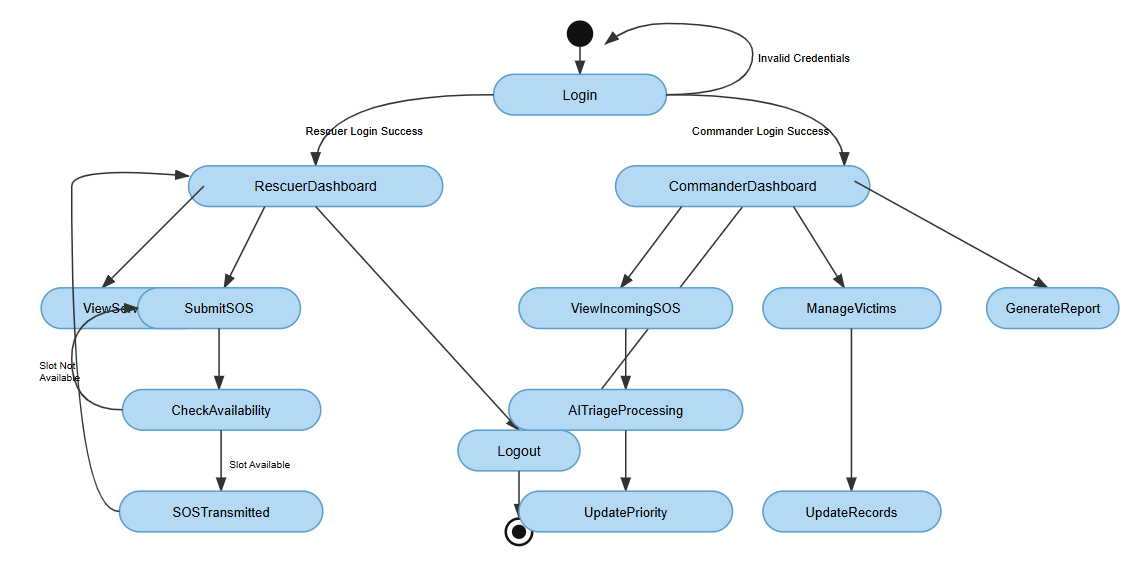 Invalid Credentials
Login
Rescuer Login Success
Commander Login Success
RescuerDashboard
CommanderDashboard
SubmitSOS
ViewIncomingSOS
ManageVictims
GenerateReport
Slot Not
Available
CheckAvailability
AITriageProcessing
Logout
Slot Available
SOSTransmitted
UpdatePriority
UpdateRecords